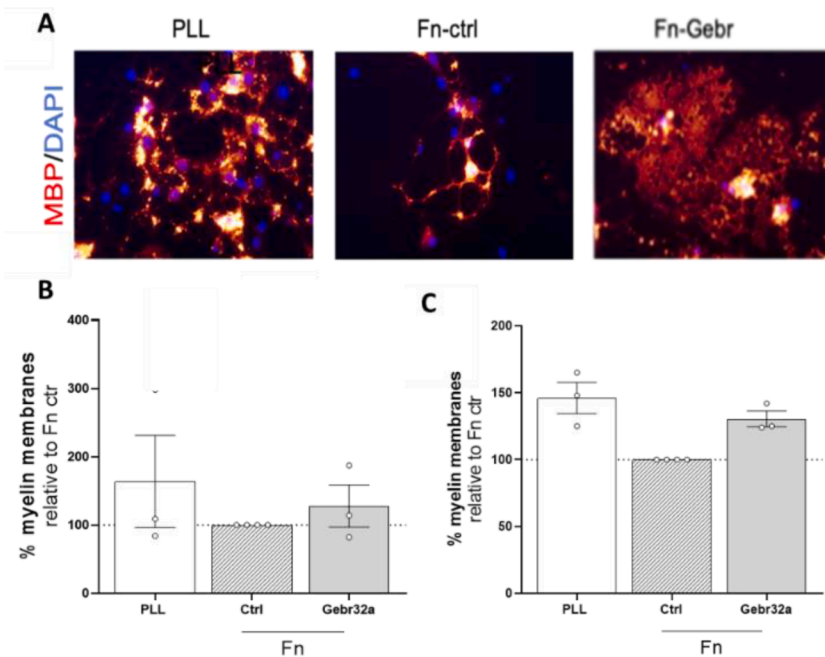 A
PLL
Fn-ctrl
Fn-Gebr
MBP/DAPI
B
% myelin membranes
relative to Fn ctr
400
300
200
100
0
PLL
Ctrl
Gebr32a
Fn
C
% myelin membranes
relative to Fn ctr
200
150
100
50
0
PLL
Ctrl
Gebr32a
Fn